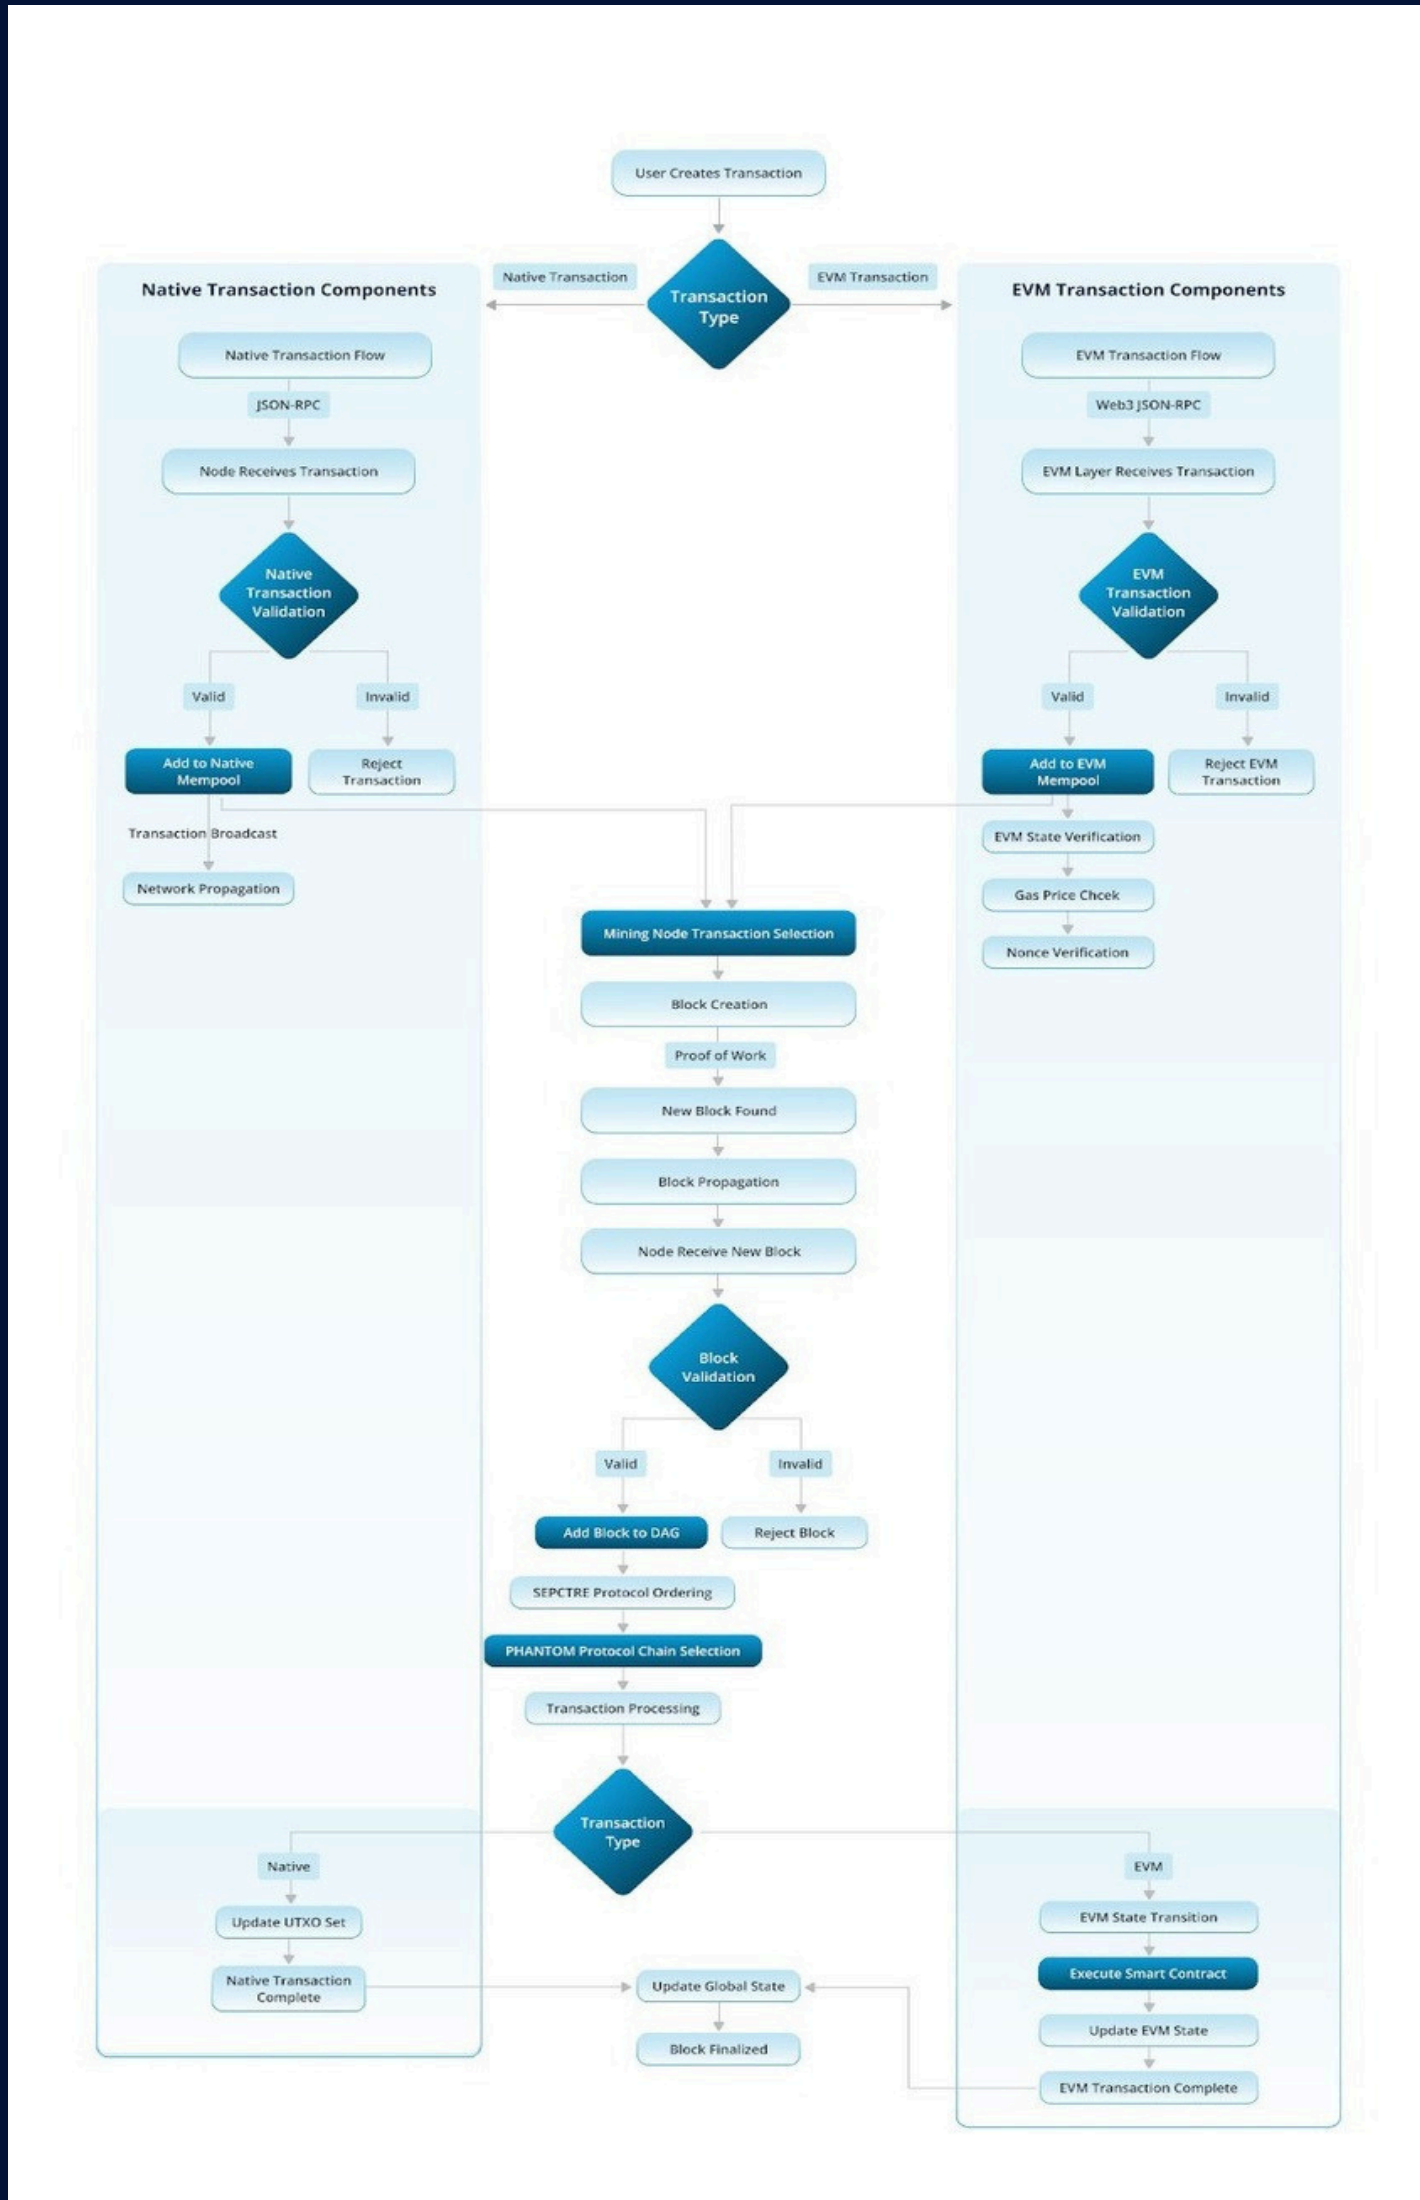 User Creates Transaction
Native Transaction
Transaction
Type
EVM Transaction
Native Transaction Components
Native Transaction Flow
JSON-RPC
Node Receives Transaction
Native
Transaction
Validation
Valid
Invalid
Add to Native
Mempool
Reject
Transaction
Transaction Broadcast
Network Propagation
EVM Transaction Components
EVM Transaction Flow
Web3 JSON-RPC
EVM Layer Receives Transaction
EVM
Transaction
Validation
Valid
Invalid
Add to EVM
Mempool
Reject EVM
Transaction
EVM State Verification
Gas Price Chcek
Nonce Verification
Mining Node Transaction Selection
Block Creation
Proof of Work
New Block Found
Block Propagation
Node Receive New Block
Block
Validation
Valid
Invalid
Add Block to DAG
Reject Block
SEPCTRE Protocol Ordering
PHANTOM Protocol Chain Selection
Transaction Processing
Transaction
Type
Native
Update UTXO Set
Native Transaction
Complete
EVM
EVM State Transition
Execute Smart Contract
Update EVM State
EVM Transaction Complete
Update Global State
Block Finalized